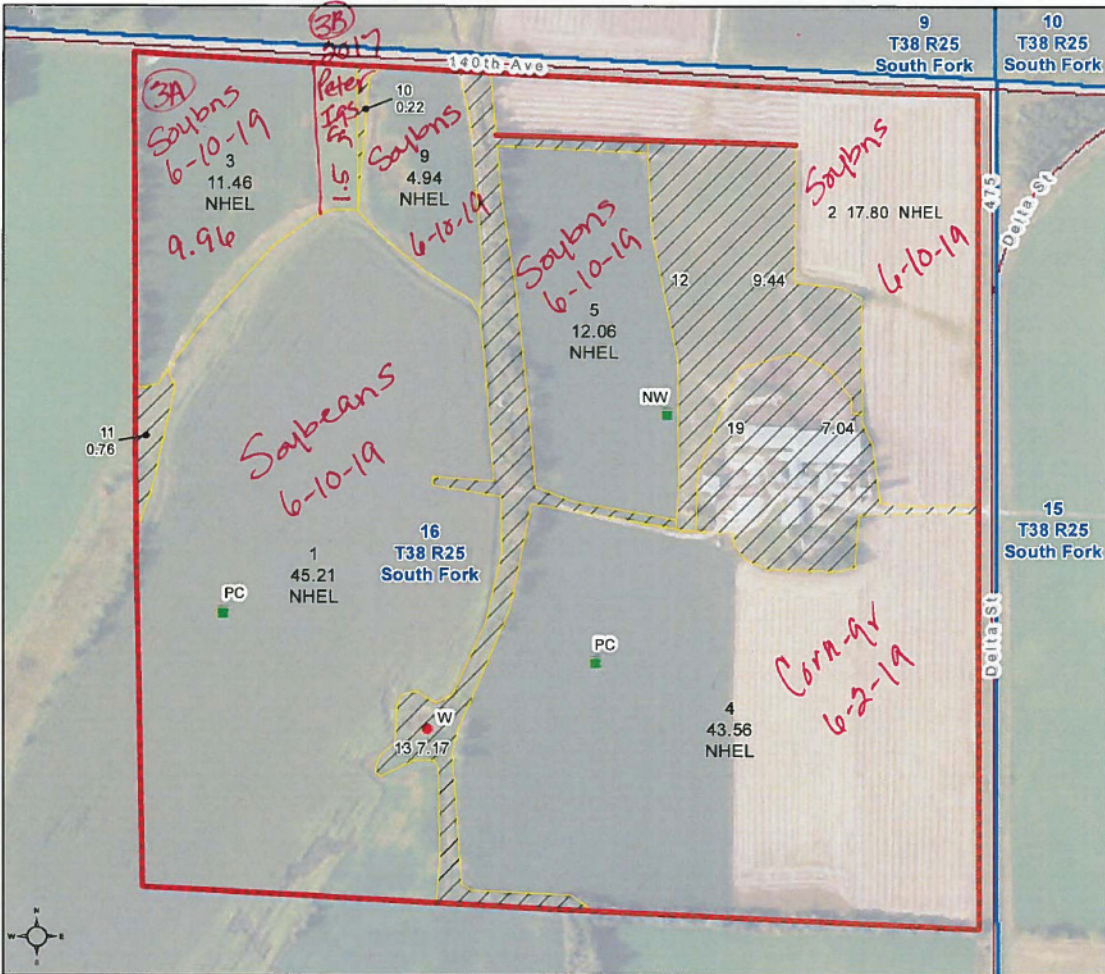 9
T38 R25
South Fork
10
T38 R25
South Fork
140th Ave
3B
2017
Peter
Igs
3A
Soybns
6-10-19
3
11.46
NHEL
9.96
10
0.22
Soybns
9
4.94
NHEL
6-10-19
Soybns
6-10-19
5
12.06
NHEL
12 9.44
Soybns
2 17.80 NHEL
6-10-19
475
Delta St
NW
19 7.04
11
0.76
Soybeans
6-10-19
16
T38 R25
South Fork
15
T38 R25
South Fork
1
45.21
NHEL
PC
PC
Corn-gr
6-2-19
Delta St
4
43.56
NHEL
W
13 7.17
N
W E
S